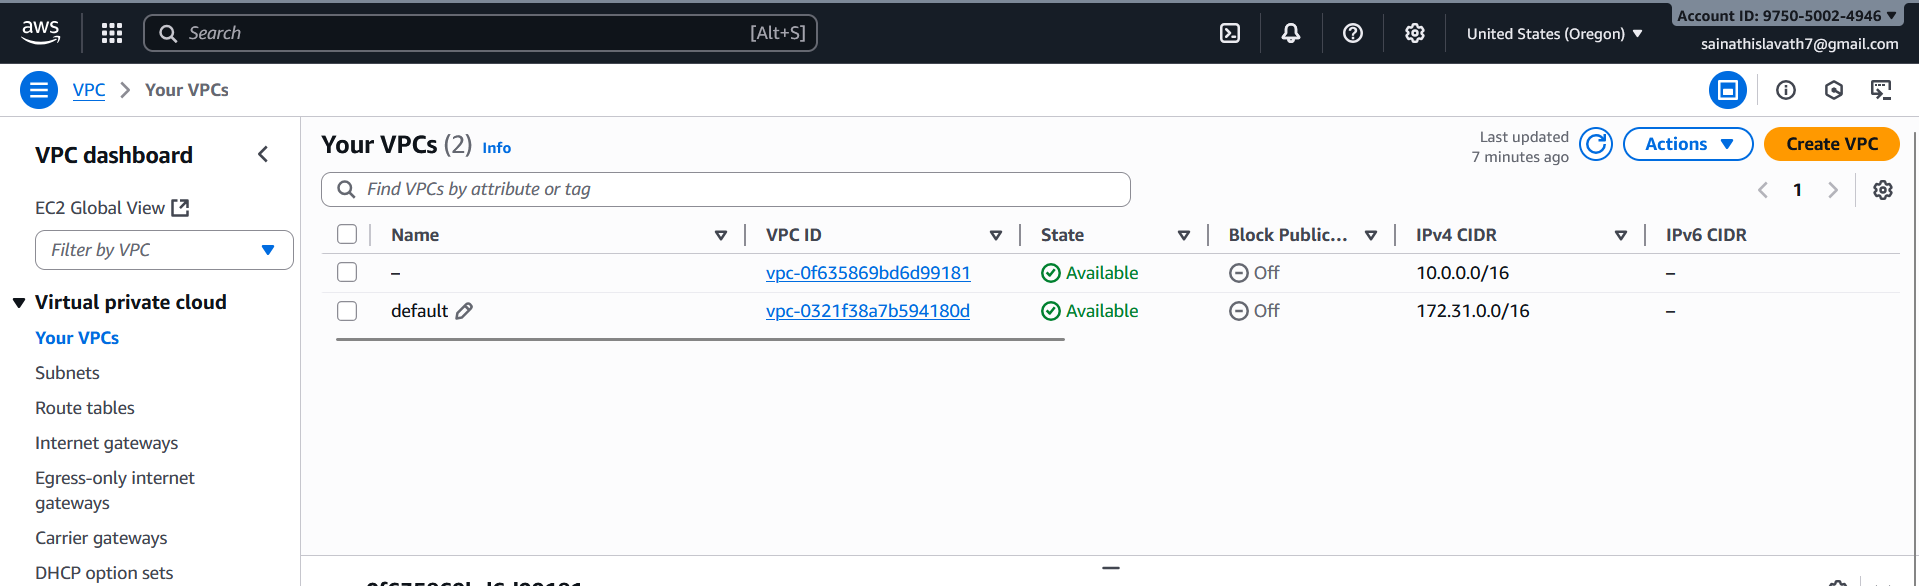 aws
Search
[Alt+S]
United States (Oregon)
Account ID: 9750-5002-4946
sainathislavath7@gmail.com
VPC
Your VPCs
VPC dashboard
EC2 Global View
Filter by VPC
Virtual private cloud
Your VPCs
Subnets
Route tables
Internet gateways
Egress-only internet
gateways
Carrier gateways
DHCP option sets
Your VPCs (2) Info
Last updated
7 minutes ago
Actions
Create VPC
Find VPCs by attribute or tag
1
Name VPC ID State Block Public... IPv4 CIDR IPv6 CIDR
– vpc-0f635869bd6d99181 Available Off 10.0.0.0/16 –
default vpc-0321f38a7b594180d Available Off 172.31.0.0/16 –